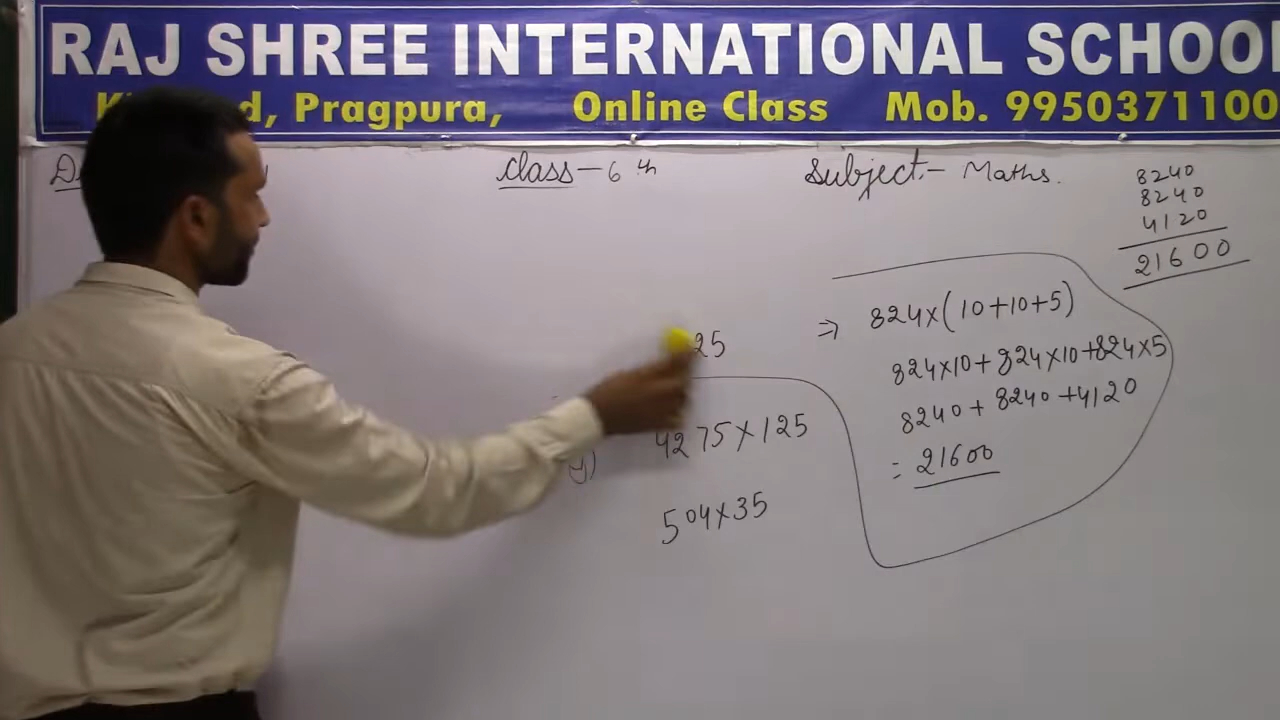 RAJ SHREE INTERNATIONAL SCHOOL
Pragpura, Online Class Mob. 9950371100
Class - 6 th Subject - Maths.
8240
8240
4120
21600
25
4275 × 125
504 × 35
⇒ 824 × (10+10+5)
824×10 + 824×10 + 824×5
8240 + 8240 + 4120
= 21600